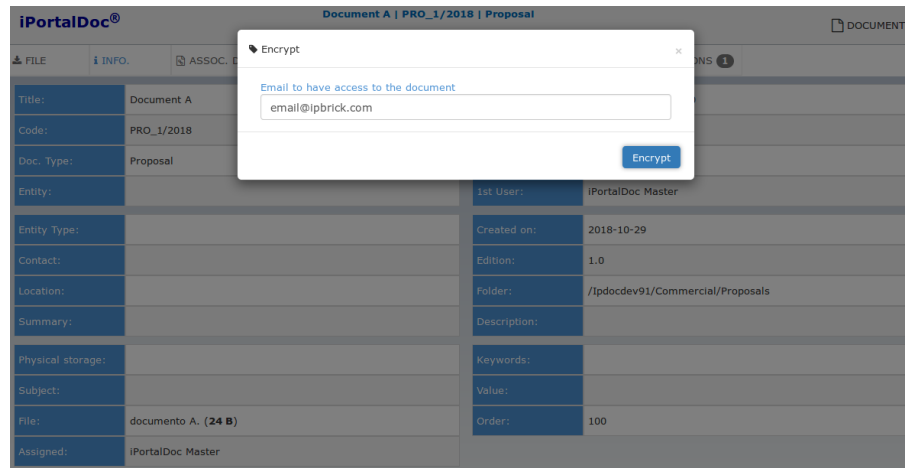 iPortalDoc®
Document A | PRO_1/2018 | Proposal
DOCUMENT
FILE
INFO.
ASSOC. D
NS 1
Encrypt
×
Email to have access to the document
email@ipbrick.com
Encrypt
Title: Document A
Code: PRO_1/2018
Doc. Type: Proposal
Entity:
1st User: iPortalDoc Master
Entity Type:
Created on: 2018-10-29
Contact:
Edition: 1.0
Location:
Folder: /Ipdocdev91/Commercial/Proposals
Summary:
Description:
Physical storage:
Keywords:
Subject:
Value:
File: documento A. (24 B)
Order: 100
Assigned: iPortalDoc Master